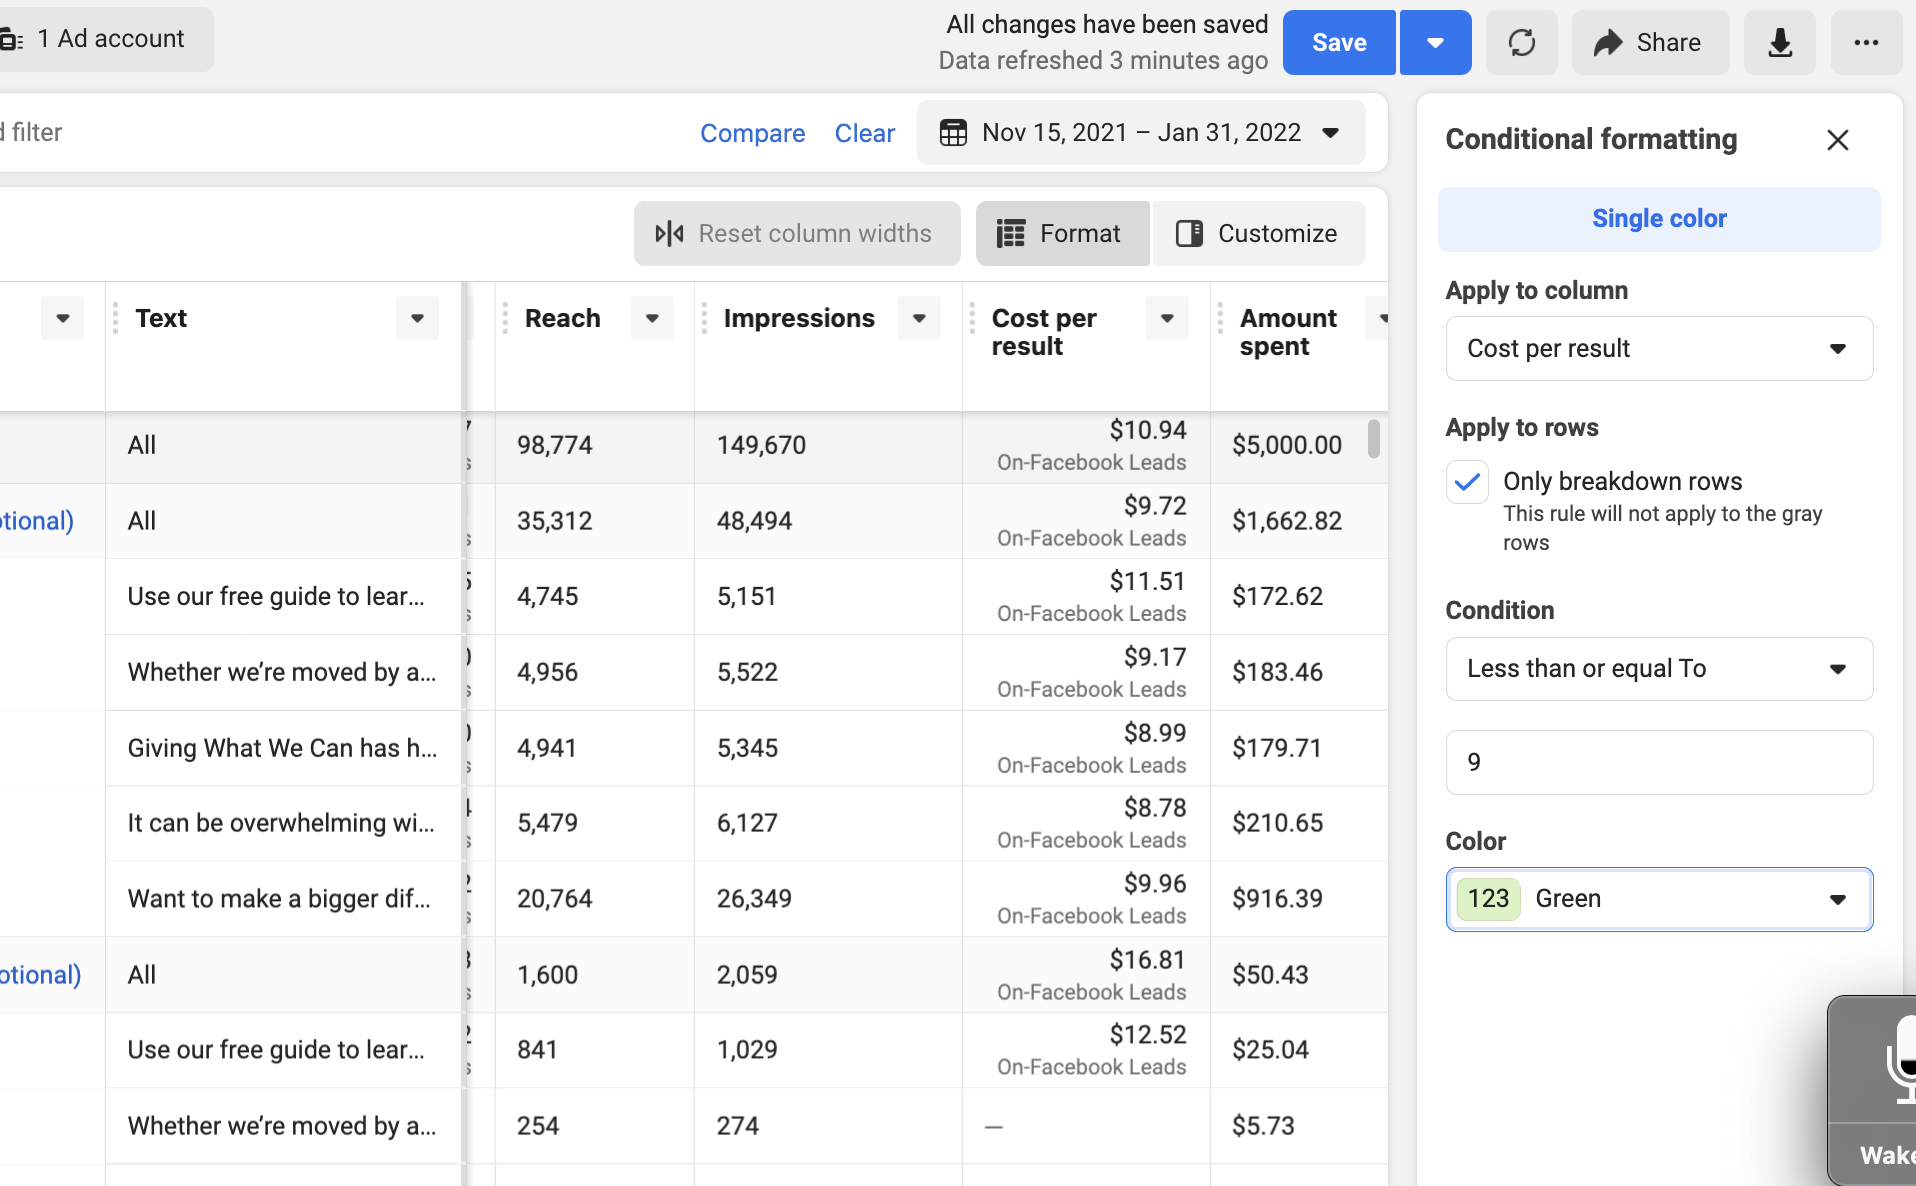 1 Ad account
All changes have been saved
Data refreshed 3 minutes ago
Save
Share
filter
Compare
Clear
Nov 15, 2021 – Jan 31, 2022
Reset column widths
Format
Customize
Text
Reach
Impressions
Cost per result
Amount spent
All 98,774 149,670 $10.94 $5,000.00
On-Facebook Leads
All 35,312 48,494 $9.72 $1,662.82
On-Facebook Leads
Use our free guide to lear... 4,745 5,151 $11.51 $172.62
On-Facebook Leads
Whether we’re moved by a... 4,956 5,522 $9.17 $183.46
On-Facebook Leads
Giving What We Can has h... 4,941 5,345 $8.99 $179.71
On-Facebook Leads
It can be overwhelming wi... 5,479 6,127 $8.78 $210.65
On-Facebook Leads
Want to make a bigger dif... 20,764 26,349 $9.96 $916.39
On-Facebook Leads
All 1,600 2,059 $16.81 $50.43
On-Facebook Leads
Use our free guide to lear... 841 1,029 $12.52 $25.04
On-Facebook Leads
Whether we’re moved by a... 254 274 — $5.73
Conditional formatting
Single color
Apply to column
Cost per result
Apply to rows
Only breakdown rows
This rule will not apply to the gray
rows
Condition
Less than or equal To
9
Color
123 Green
Wake